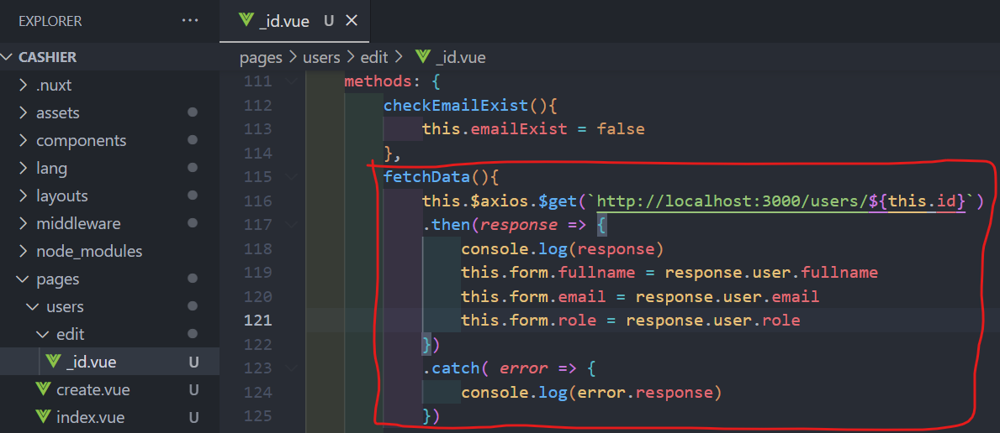 EXPLORER
···
_id.vue U ×
CASHIER
pages > users > edit > _id.vue
.nuxt
assets
components
lang
layouts
middleware
node_modules
pages
users
edit
_id.vue U
create.vue U
index.vue U
111 methods: {
112 checkEmailExist(){
113 this.emailExist = false
114 },
115 fetchData(){
116 this.$axios.$get(`http://localhost:3000/users/${this.id}`)
117 .then(response => {
118 console.log(response)
119 this.form.fullname = response.user.fullname
120 this.form.email = response.user.email
121 this.form.role = response.user.role
122 })
123 .catch( error => {
124 console.log(error.response)
125 })